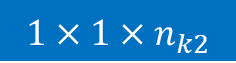 1 × 1 × n_{k2}